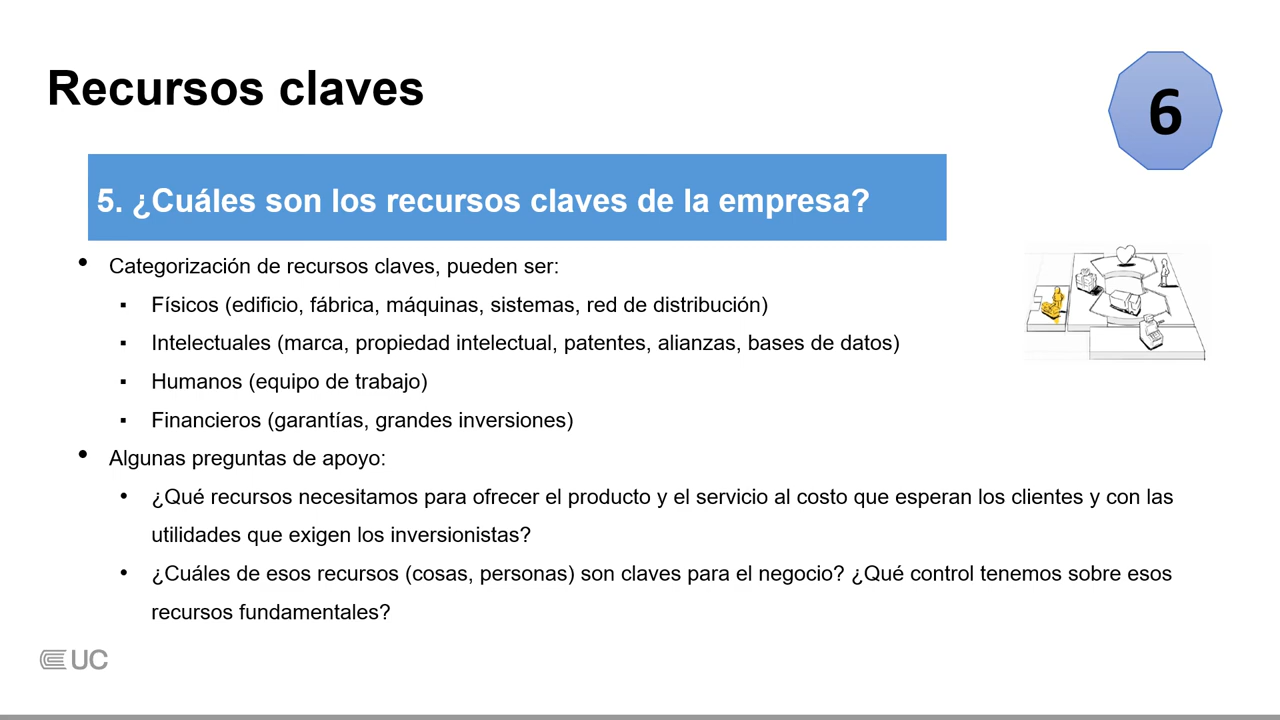 Recursos claves
6
5. ¿Cuáles son los recursos claves de la empresa?
• Categorización de recursos claves, pueden ser:
▪ Físicos (edificio, fábrica, máquinas, sistemas, red de distribución)
▪ Intelectuales (marca, propiedad intelectual, patentes, alianzas, bases de datos)
▪ Humanos (equipo de trabajo)
▪ Financieros (garantías, grandes inversiones)
• Algunas preguntas de apoyo:
• ¿Qué recursos necesitamos para ofrecer el producto y el servicio al costo que esperan los clientes y con las
utilidades que exigen los inversionistas?
• ¿Cuáles de esos recursos (cosas, personas) son claves para el negocio? ¿Qué control tenemos sobre esos
recursos fundamentales?
UC